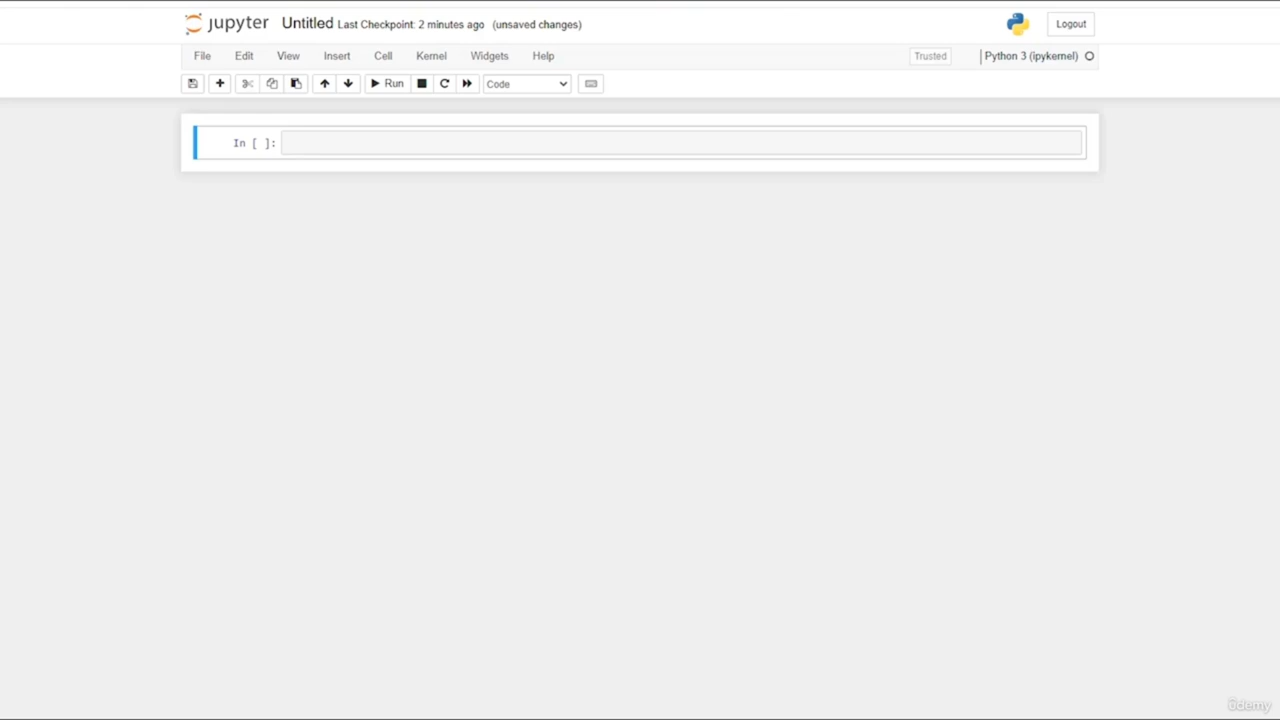 jupyter Untitled Last Checkpoint: 2 minutes ago (unsaved changes) Logout
File Edit View Insert Cell Kernel Widgets Help Trusted Python 3 (ipykernel)
Run Code
In [ ]:
ûdemy